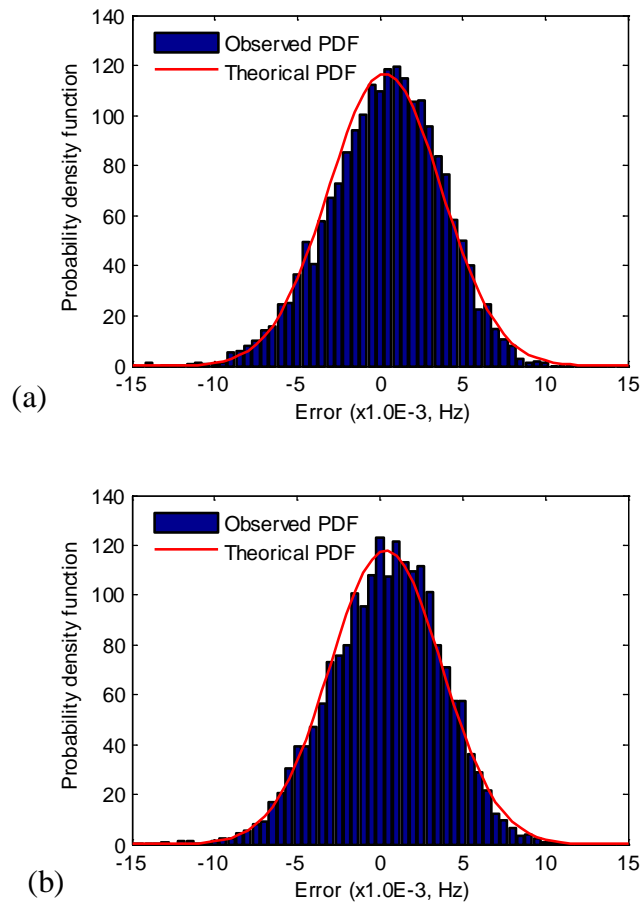 140
120
100
80
60
40
20
0
Probability density function
Observed PDF
Theorical PDF
-15 -10 -5 0 5 10 15
Error (x1.0E-3, Hz)
(a)
140
120
100
80
60
40
20
0
Probability density function
Observed PDF
Theorical PDF
-15 -10 -5 0 5 10 15
Error (x1.0E-3, Hz)
(b)